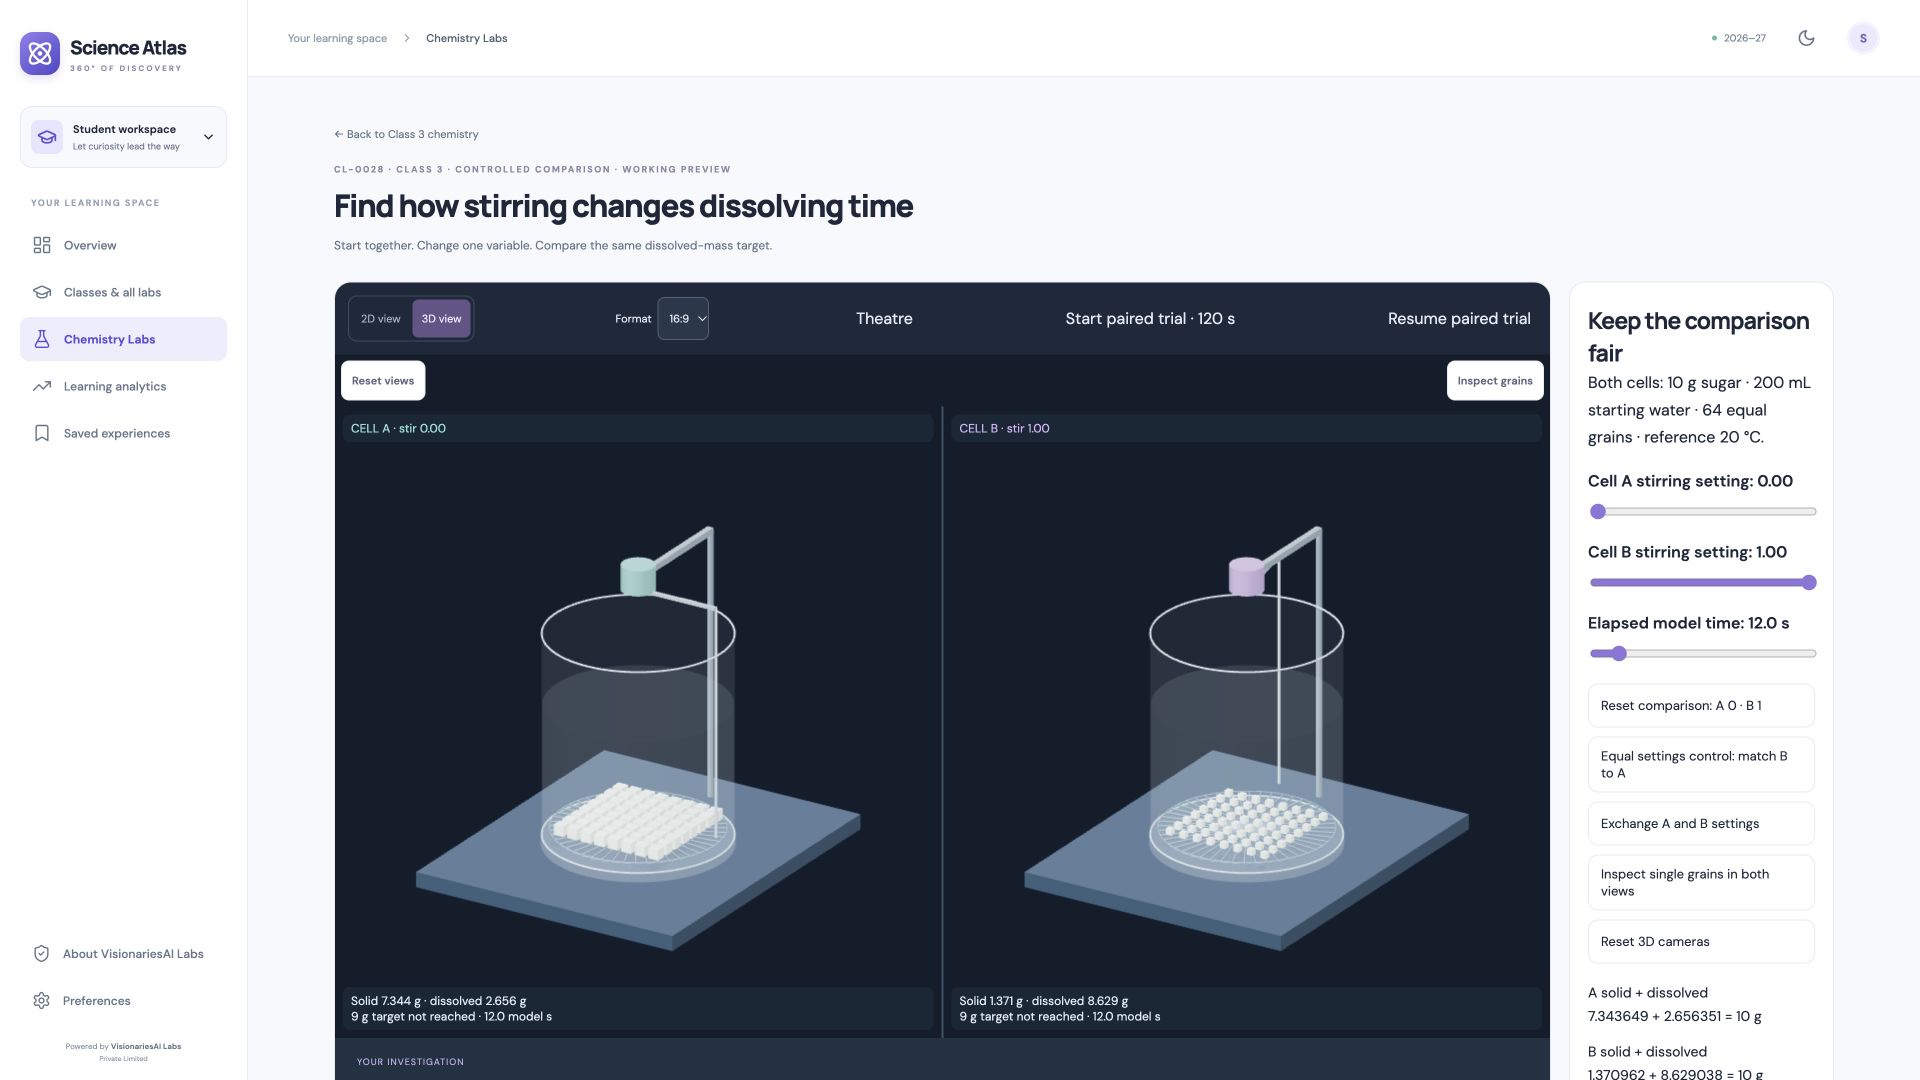 Science Atlas
360° OF DISCOVERY
Student workspace
Let curiosity lead the way
YOUR LEARNING SPACE
Overview
Classes & all labs
Chemistry Labs
Learning analytics
Saved experiences
About VisionariesAI Labs
Preferences
Powered by VisionariesAI Labs
Private Limited
Your learning space
Chemistry Labs
2026–27
S
← Back to Class 3 chemistry
CL-0028 · CLASS 3 · CONTROLLED COMPARISON · WORKING PREVIEW
Find how stirring changes dissolving time
Start together. Change one variable. Compare the same dissolved-mass target.
2D view
3D view
Format
16:9
Theatre
Start paired trial · 120 s
Resume paired trial
Reset views
Inspect grains
CELL A · stir 0.00
CELL B · stir 1.00
Solid 7.344 g · dissolved 2.656 g
9 g target not reached · 12.0 model s
Solid 1.371 g · dissolved 8.629 g
9 g target not reached · 12.0 model s
YOUR INVESTIGATION
Keep the comparison
fair
Both cells: 10 g sugar · 200 mL
starting water · 64 equal
grains · reference 20 °C.
Cell A stirring setting: 0.00
Cell B stirring setting: 1.00
Elapsed model time: 12.0 s
Reset comparison: A 0 · B 1
Equal settings control: match B
to A
Exchange A and B settings
Inspect single grains in both
views
Reset 3D cameras
A solid + dissolved
7.343649 + 2.656351 = 10 g
B solid + dissolved
1.370962 + 8.629038 = 10 g